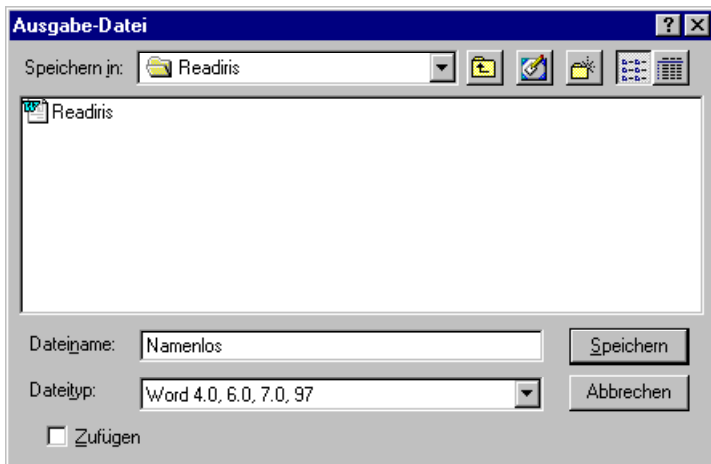 Ausgabe-Datei
Speichern in: Readiris
Readiris
Dateiname: Namenlos Speichern
Dateityp: Word 4.0, 6.0, 7.0, 97 Abbrechen
Zufügen